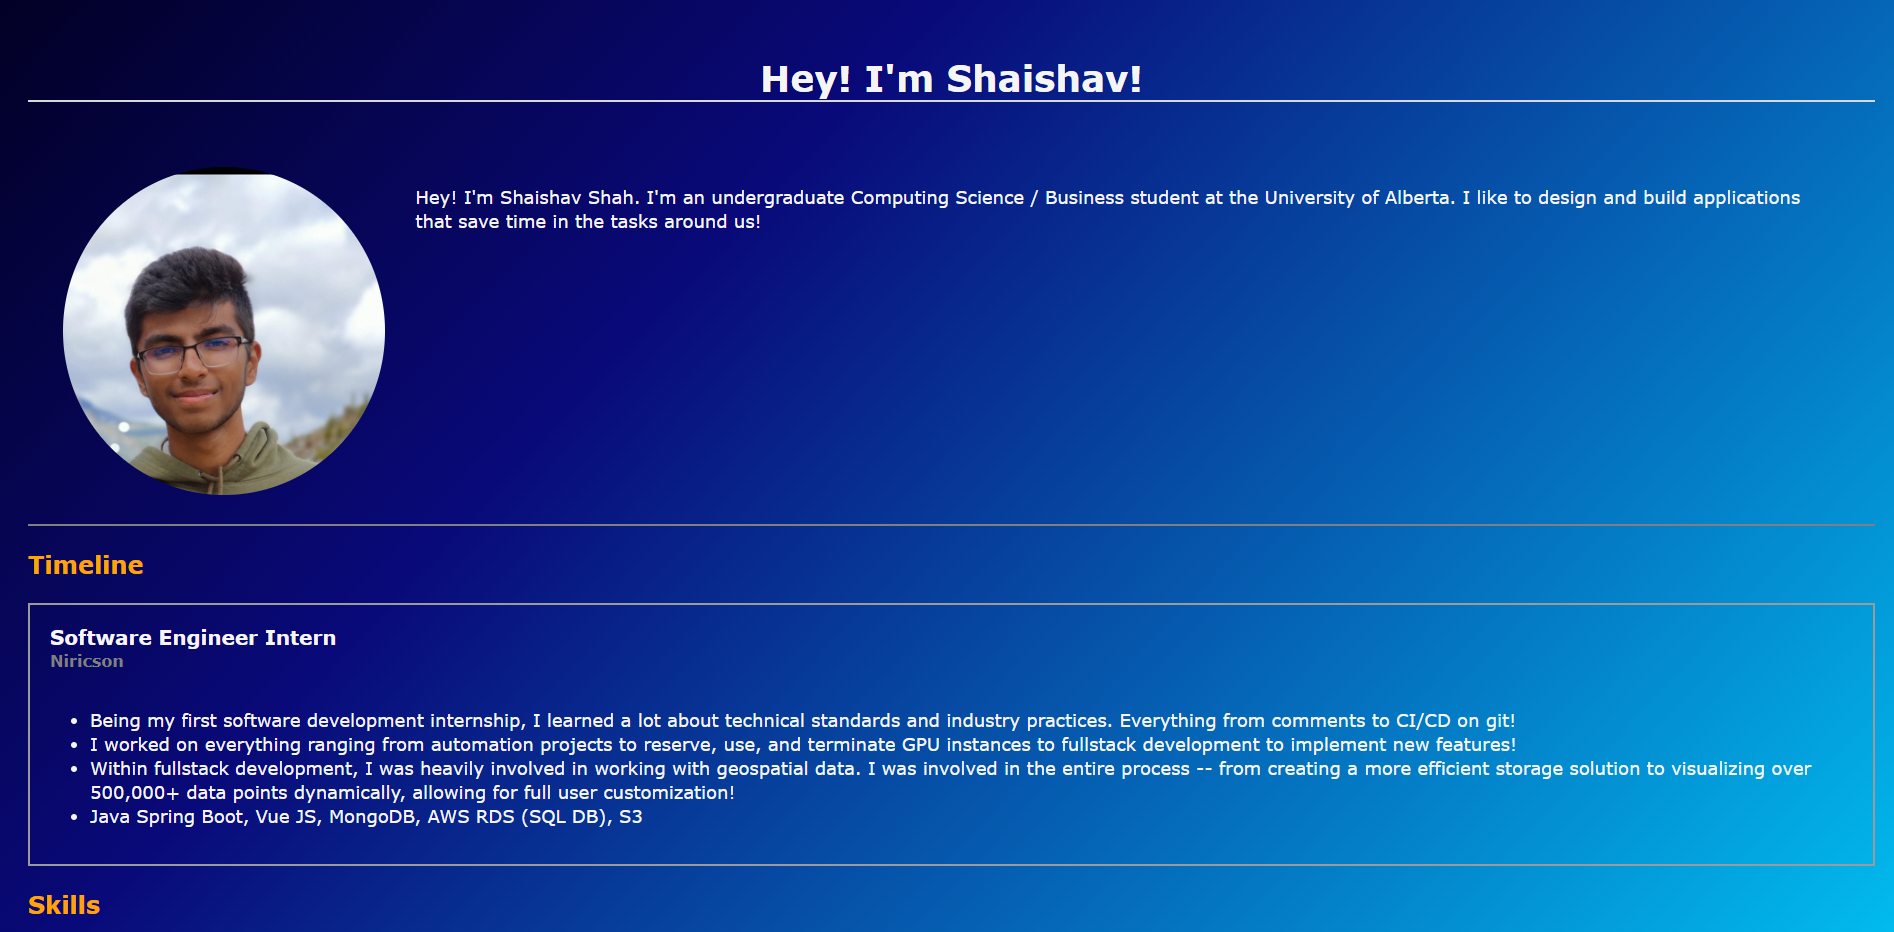 Hey! I'm Shaishav!
Hey! I'm Shaishav Shah. I'm an undergraduate Computing Science / Business student at the University of Alberta. I like to design and build applications
that save time in the tasks around us!
Timeline
Software Engineer Intern
Niricson
• Being my first software development internship, I learned a lot about technical standards and industry practices. Everything from comments to CI/CD on git!
• I worked on everything ranging from automation projects to reserve, use, and terminate GPU instances to fullstack development to implement new features!
• Within fullstack development, I was heavily involved in working with geospatial data. I was involved in the entire process -- from creating a more efficient storage solution to visualizing over
500,000+ data points dynamically, allowing for full user customization!
• Java Spring Boot, Vue JS, MongoDB, AWS RDS (SQL DB), S3
Skills